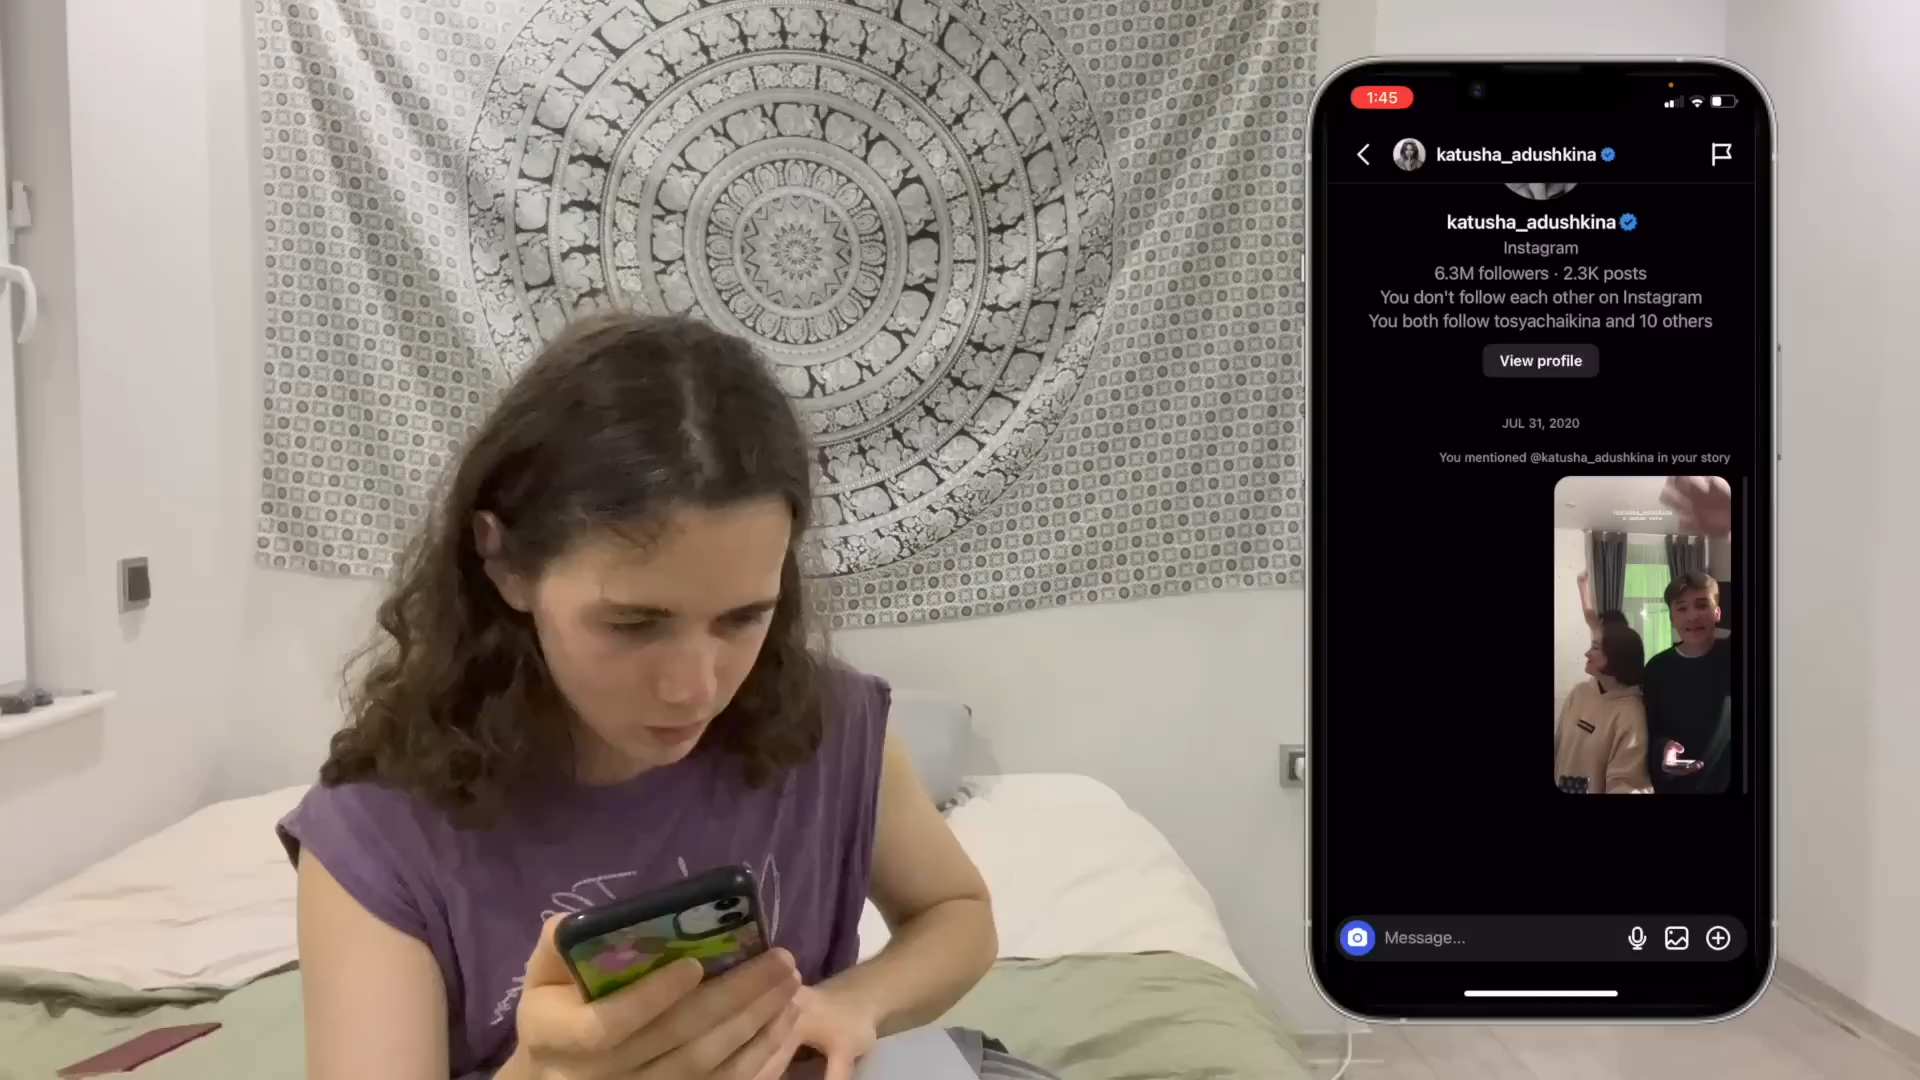 1:45
katusha_adushkina
katusha_adushkina
Instagram
6.3M followers · 2.3K posts
You don't follow each other on Instagram
You both follow tosyachaikina and 10 others
View profile
JUL 31, 2020
You mentioned @katusha_adushkina in your story
Message...